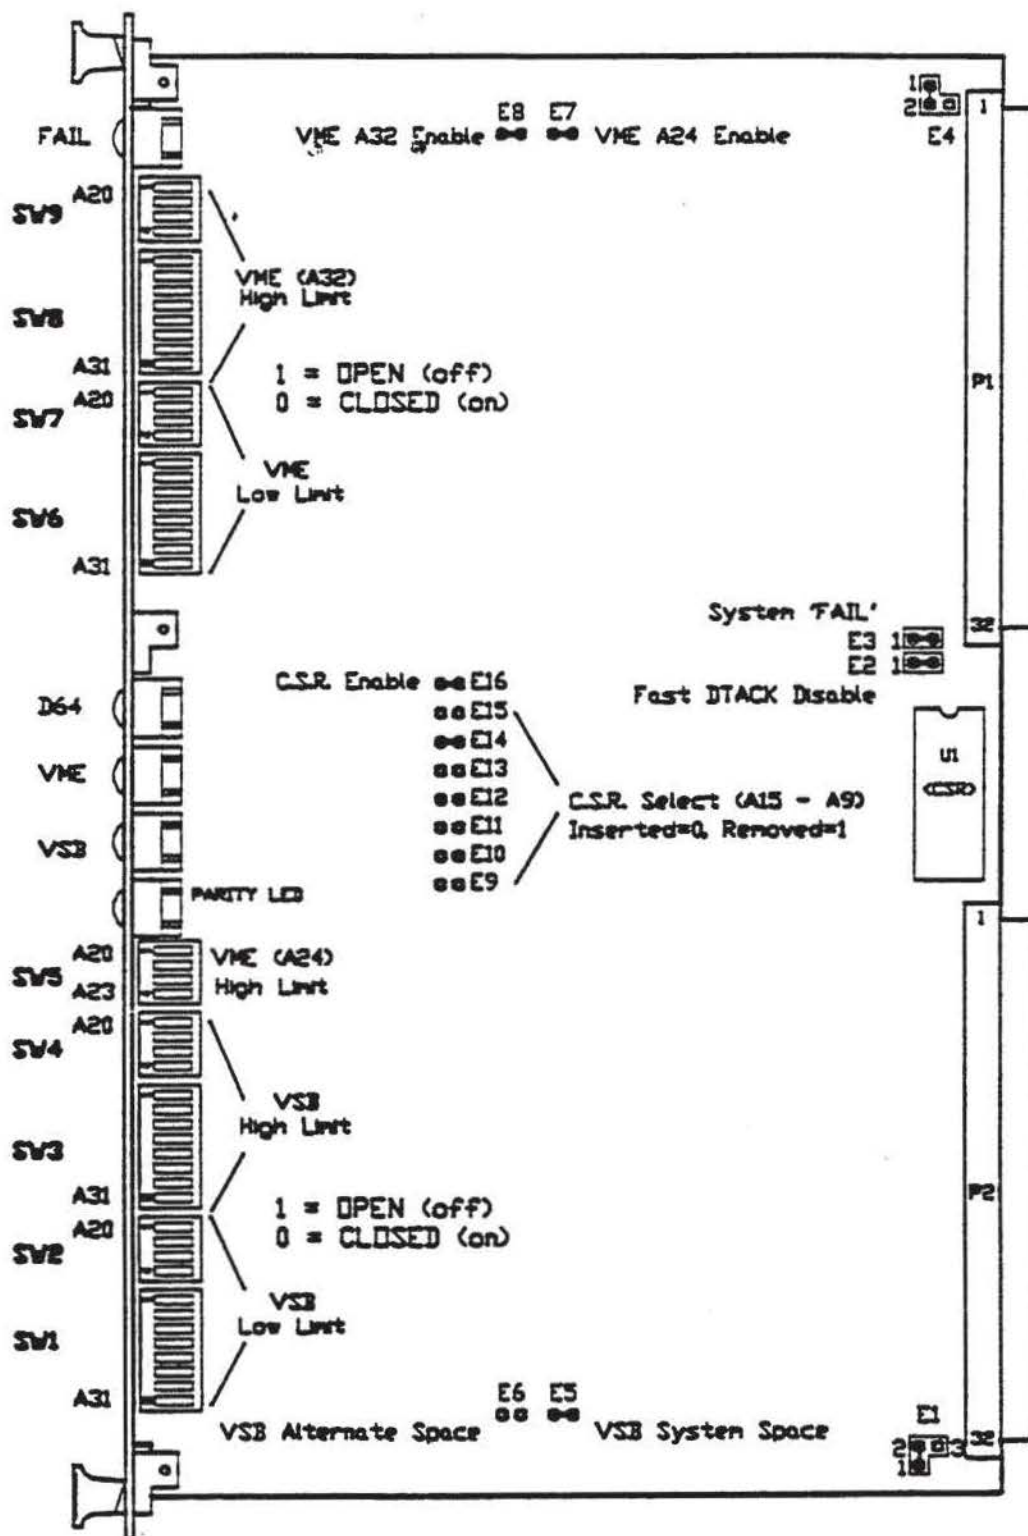 E8 E7
VME A32 Enable
VME A24 Enable
1
2
E4
1
FAIL
A20
SW9
VME (A32)
High Limit
SW8
A31
1 = OPEN (off)
0 = CLOSED (on)
P1
A20
SW7
VME
Low Limit
SW6
A31
System 'FAIL'
32
E3 1
E2 1
Fast DTACK Disable
C.S.R. Enable
E16
E15
E14
E13
E12
E11
E10
E9
C.S.R. Select (A15 - A9)
Inserted=0, Removed=1
U1
<CSR>
D64
VME
VSB
PARITY LED
1
A20
SW5
A23
VME (A24)
High Limit
A20
SW4
VSB
High Limit
SW3
A31
1 = OPEN (off)
0 = CLOSED (on)
P2
A20
SW2
VSB
Low Limit
SW1
A31
E6 E5
VSB Alternate Space
VSB System Space
E1
2 3
1
32